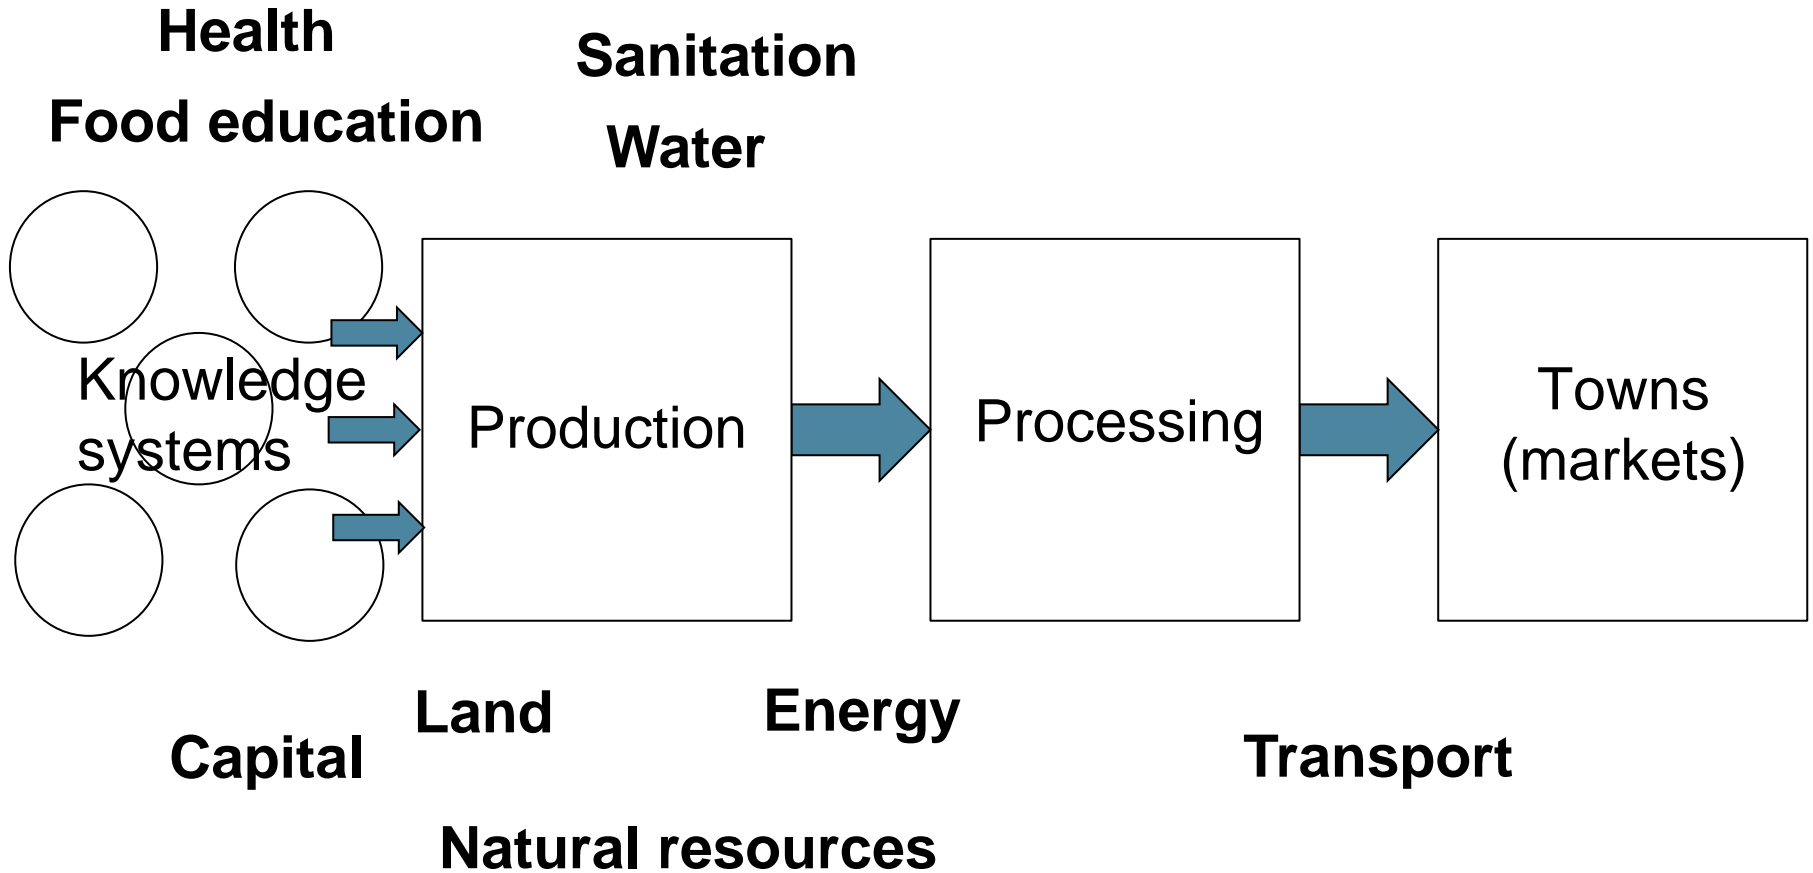 Health
Sanitation
Food education
Water
Knowledge
systems
Production
Processing
Towns
(markets)
Land
Energy
Capital
Transport
Natural resources